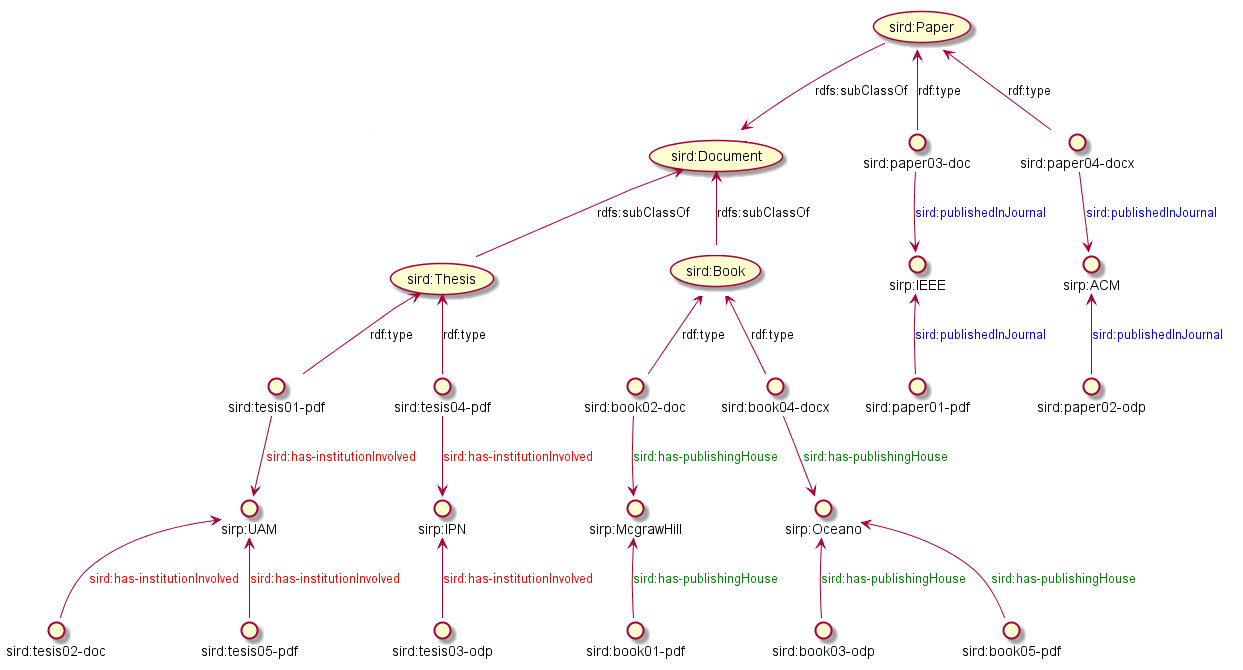 sird:Paper
rdfs:subClassOf
rdf:type
rdf:type
sird:Document
sird:paper03-doc
sird:paper04-docx
rdfs:subClassOf
rdfs:subClassOf
sird:publishedInJournal
sird:publishedInJournal
sird:Thesis
sird:Book
sirp:IEEE
sirp:ACM
rdf:type
rdf:type
rdf:type
rdf:type
sird:publishedInJournal
sird:publishedInJournal
sird:tesis01-pdf
sird:tesis04-pdf
sird:book02-doc
sird:book04-docx
sird:paper01-pdf
sird:paper02-odp
sird:has-institutionInvolved
sird:has-institutionInvolved
sird:has-publishingHouse
sird:has-publishingHouse
sirp:UAM
sirp:IPN
sirp:McgrawHill
sirp:Oceano
sird:has-institutionInvolved
sird:has-institutionInvolved
sird:has-institutionInvolved
sird:has-publishingHouse
sird:has-publishingHouse
sird:has-publishingHouse
sird:tesis02-doc
sird:tesis05-pdf
sird:tesis03-odp
sird:book01-pdf
sird:book03-odp
sird:book05-pdf